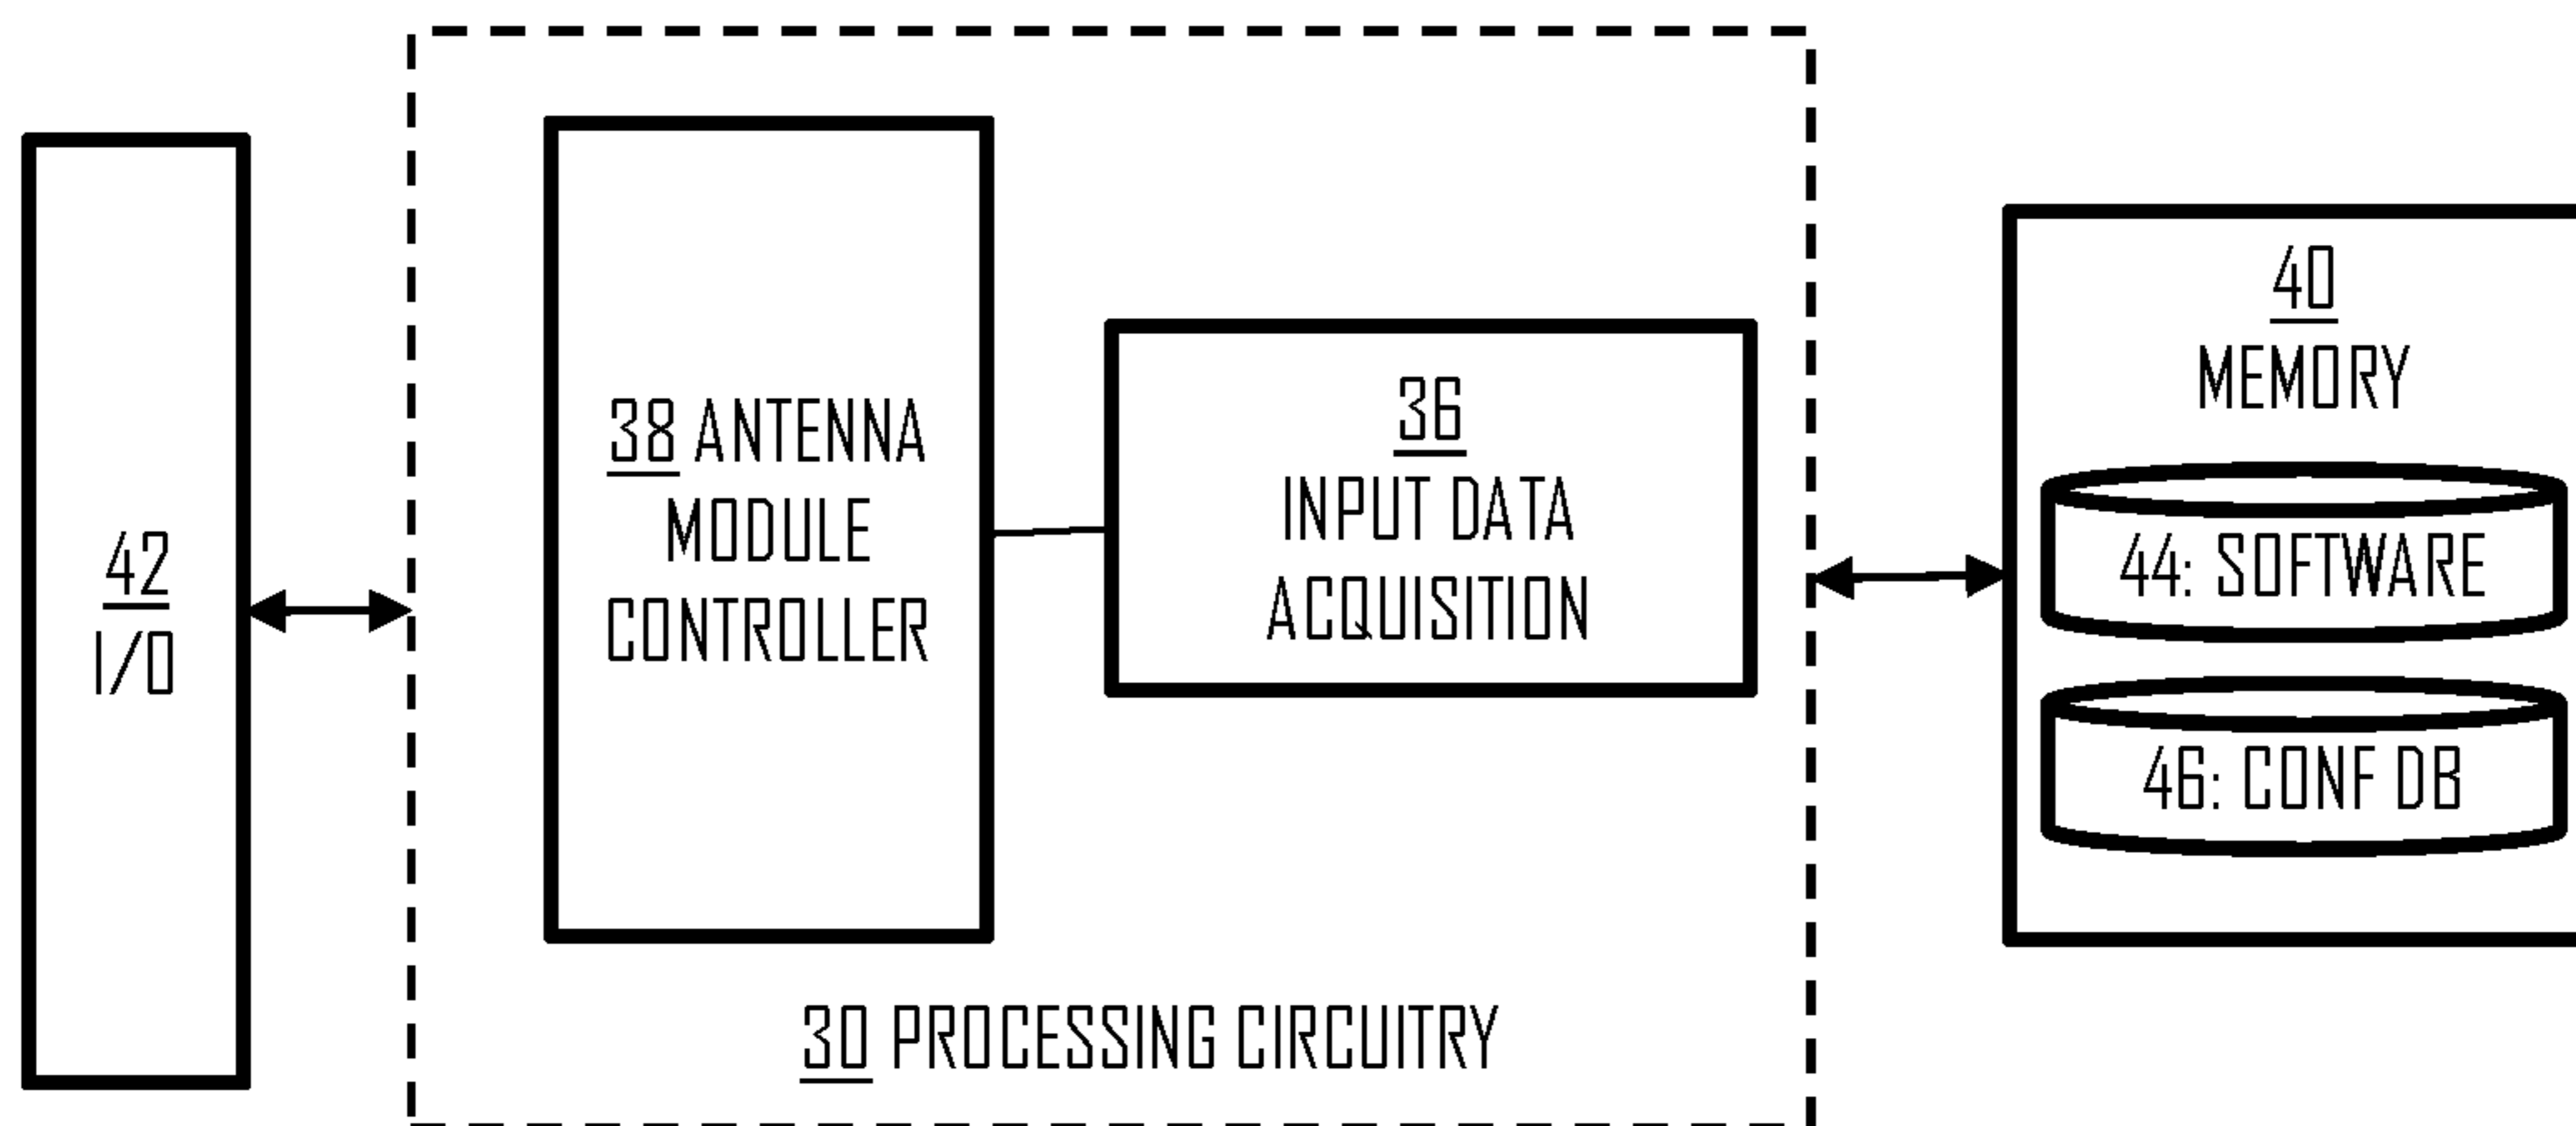 42
I/O
38 ANTENNA
MODULE
CONTROLLER
36
INPUT DATA
ACQUISITION
30 PROCESSING CIRCUITRY
40
MEMORY
44: SOFTWARE
46: CONF DB